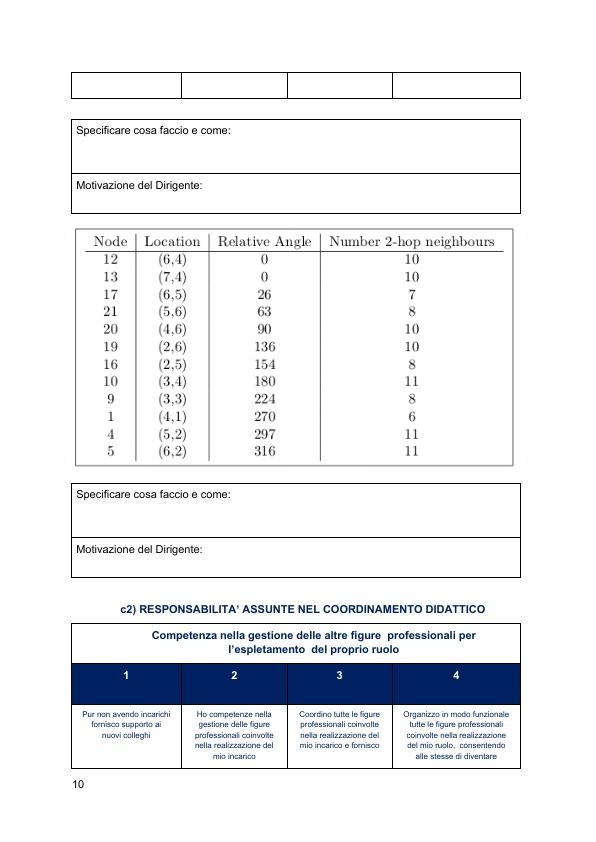 Specificare cosa faccio e come:
Motivazione del Dirigente:
Node Location Relative Angle Number 2-hop neighbours
12 (6,4) 0 10
13 (7,4) 0 10
17 (6,5) 26 7
21 (5,6) 63 8
20 (4,6) 90 10
19 (2,6) 136 10
16 (2,5) 154 8
10 (3,4) 180 11
9 (3,3) 224 8
1 (4,1) 270 6
4 (5,2) 297 11
5 (6,2) 316 11
Specificare cosa faccio e come:
Motivazione del Dirigente:
c2) RESPONSABILITA’ ASSUNTE NEL COORDINAMENTO DIDATTICO
Competenza nella gestione delle altre figure professionali per
l’espletamento del proprio ruolo
1 2 3 4
Pur non avendo incarichi
fornisco supporto ai
nuovi colleghi
Ho competenze nella
gestione delle figure
professionali coinvolte
nella realizzazione del
mio incarico
Coordino tutte le figure
professionali coinvolte
nella realizzazione del
mio incarico e fornisco
Organizzo in modo funzionale
tutte le figure professionali
coinvolte nella realizzazione
del mio ruolo, consentendo
alle stesse di diventare
10